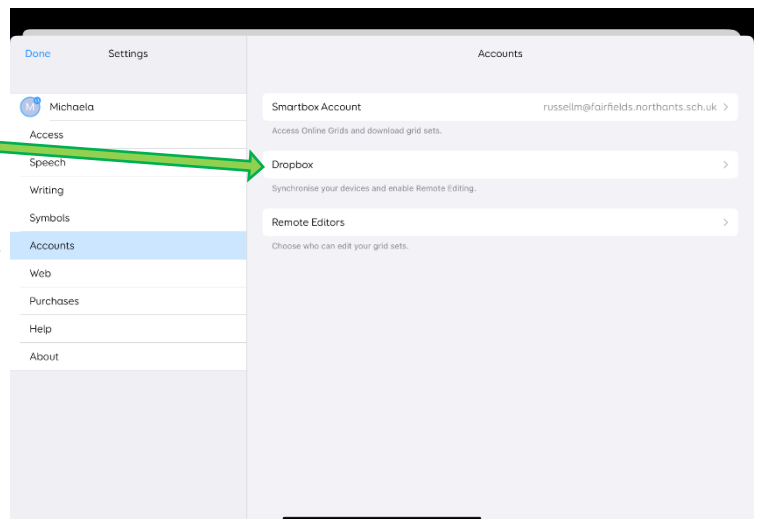 Done Settings Accounts
M Michaela
Access
Speech
Writing
Symbols
Accounts
Web
Purchases
Help
About
Smartbox Account russellm@fairfields.northants.sch.uk >
Access Online Grids and download grid sets.
Dropbox >
Synchronise your devices and enable Remote Editing.
Remote Editors >
Choose who can edit your grid sets.